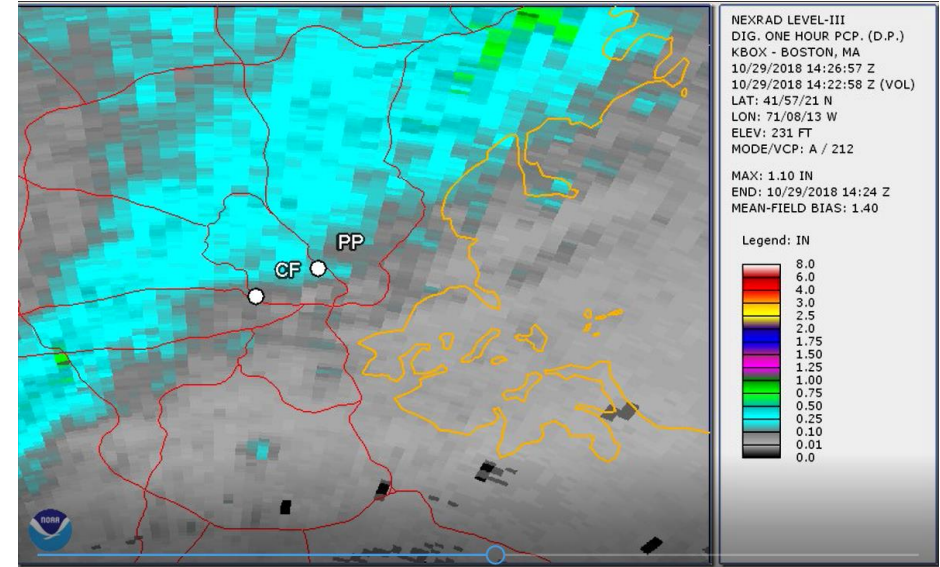 NEXRAD LEVEL-III
DIG. ONE HOUR PCP. (D.P.)
KBOX - BOSTON, MA
10/29/2018 14:26:57 Z
10/29/2018 14:22:58 Z (VOL)
LAT: 41/57/21 N
LON: 71/08/13 W
ELEV: 231 FT
MODE/VCP: A / 212
MAX: 1.10 IN
END: 10/29/2018 14:24 Z
MEAN-FIELD BIAS: 1.40
Legend: IN
8.0
6.0
4.0
3.0
2.5
2.0
1.75
1.50
1.25
1.00
0.75
0.50
0.25
0.10
0.01
0.0
PP
CF
NOAA